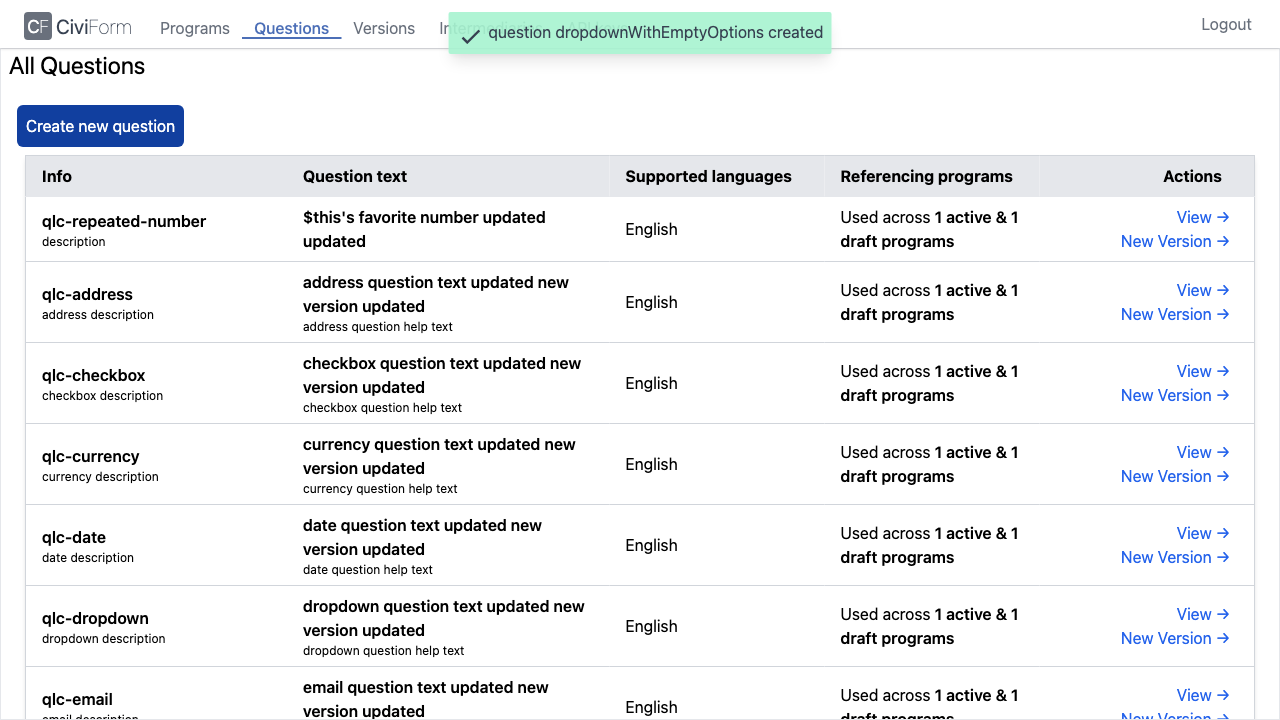 CF CiviForm Programs Questions Versions Logout
question dropdownWithEmptyOptions created
All Questions
Create new question
Info Question text Supported languages Referencing programs Actions
qlc-repeated-number
description
$this's favorite number updated
updated
English
Used across 1 active & 1
draft programs
View →
New Version →
qlc-address
address description
address question text updated new
version updated
address question help text
English
Used across 1 active & 1
draft programs
View →
New Version →
qlc-checkbox
checkbox description
checkbox question text updated new
version updated
checkbox question help text
English
Used across 1 active & 1
draft programs
View →
New Version →
qlc-currency
currency description
currency question text updated new
version updated
currency question help text
English
Used across 1 active & 1
draft programs
View →
New Version →
qlc-date
date description
date question text updated new
version updated
date question help text
English
Used across 1 active & 1
draft programs
View →
New Version →
qlc-dropdown
dropdown description
dropdown question text updated new
version updated
dropdown question help text
English
Used across 1 active & 1
draft programs
View →
New Version →
qlc-email
email description
email question text updated new
version updated
English
Used across 1 active & 1
draft programs
View →
New Version →